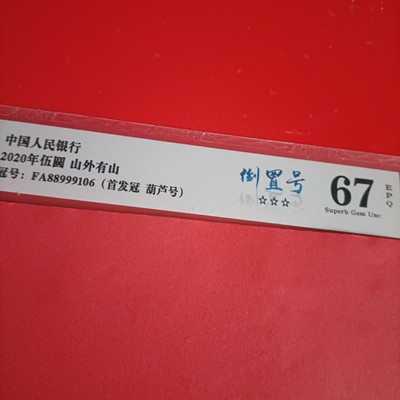 中国人民银行
2020年伍圆 山外有山
冠号：FA88999106（首发冠 葫芦号）
倒置号
☆☆☆
67
EPQ
Superb Gem Unc